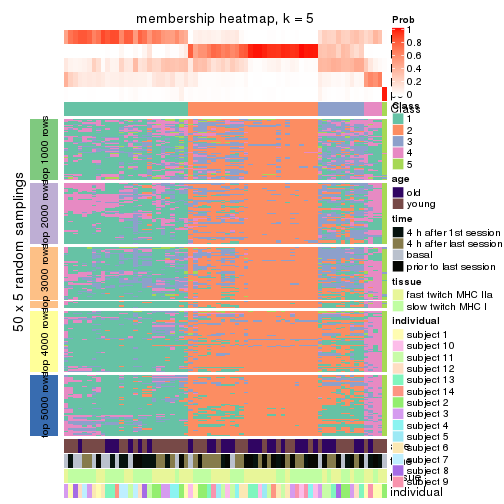 membership heatmap, k = 5
50 x 5 random samplings
top 1000 rows
top 2000 rows
top 3000 rows
top 4000 rows
top 5000 rows
Prob
1
0.8
0.6
0.4
0.2
0
Class
Class
1
2
3
4
5
age
old
young
time
4 h after 1st session
4 h after last session
basal
prior to last session
tissue
fast twitch MHC IIa
slow twitch MHC I
individual
subject 1
subject 10
subject 11
subject 12
subject 13
subject 14
subject 2
subject 3
subject 4
subject 5
subject 6
subject 7
subject 8
subject 9
individual